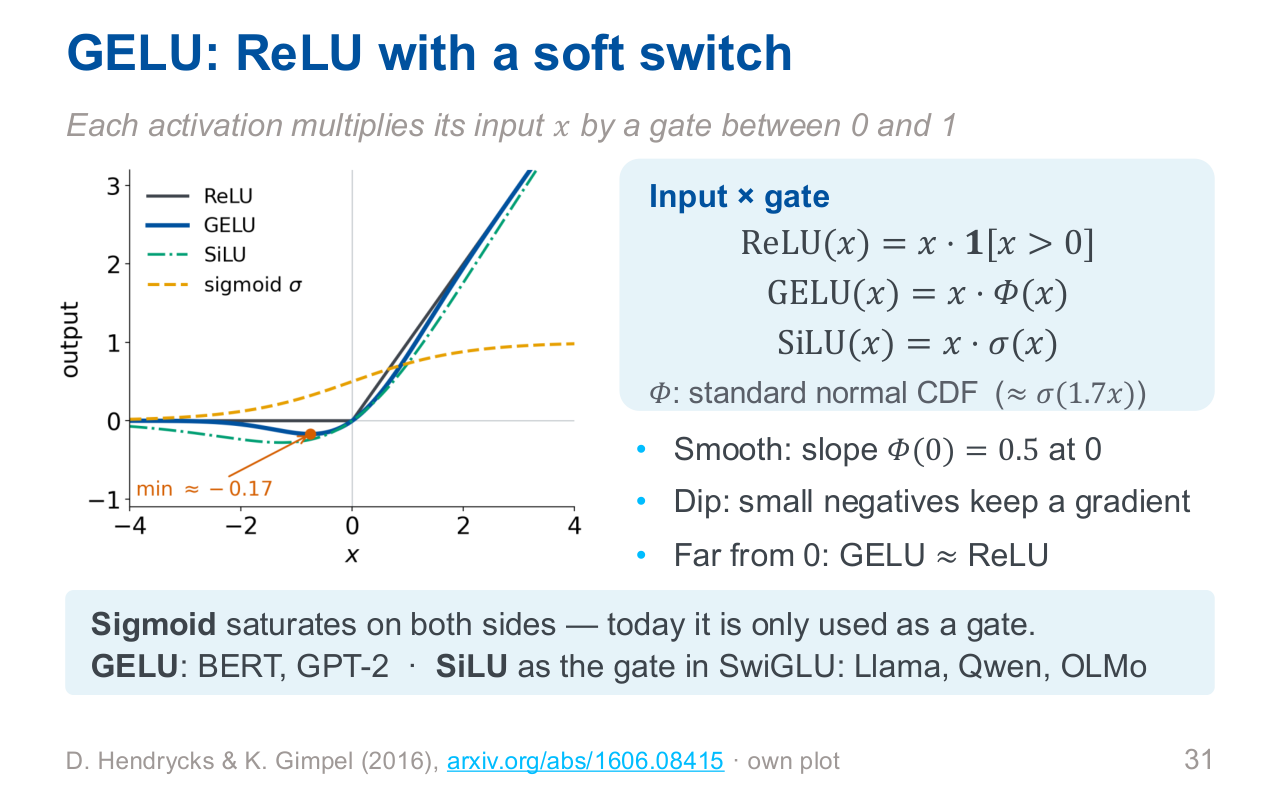 GELU: ReLU with a soft switch
Each activation multiplies its input x by a gate between 0 and 1
3
2
1
0
−1
−4
−2
0
2
4
output
x
ReLU
GELU
SiLU
sigmoid σ
min ≈ −0.17
Input × gate
ReLU(x) = x · 𝟏[x > 0]
GELU(x) = x · Φ(x)
SiLU(x) = x · σ(x)
Φ: standard normal CDF (≈ σ(1.7x))
• Smooth: slope Φ(0) = 0.5 at 0
• Dip: small negatives keep a gradient
• Far from 0: GELU ≈ ReLU
Sigmoid saturates on both sides — today it is only used as a gate.
GELU: BERT, GPT-2 · SiLU as the gate in SwiGLU: Llama, Qwen, OLMo
D. Hendrycks & K. Gimpel (2016), arxiv.org/abs/1606.08415 · own plot
31